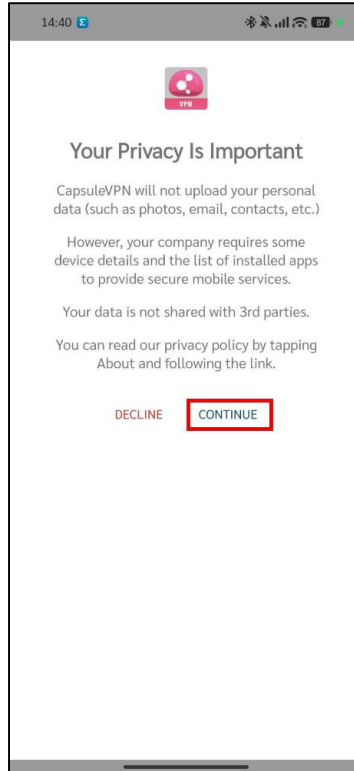 14:40
87
VPN
Your Privacy Is Important
CapsuleVPN will not upload your personal
data (such as photos, email, contacts, etc.)
However, your company requires some
device details and the list of installed apps
to provide secure mobile services.
Your data is not shared with 3rd parties.
You can read our privacy policy by tapping
About and following the link.
DECLINE CONTINUE